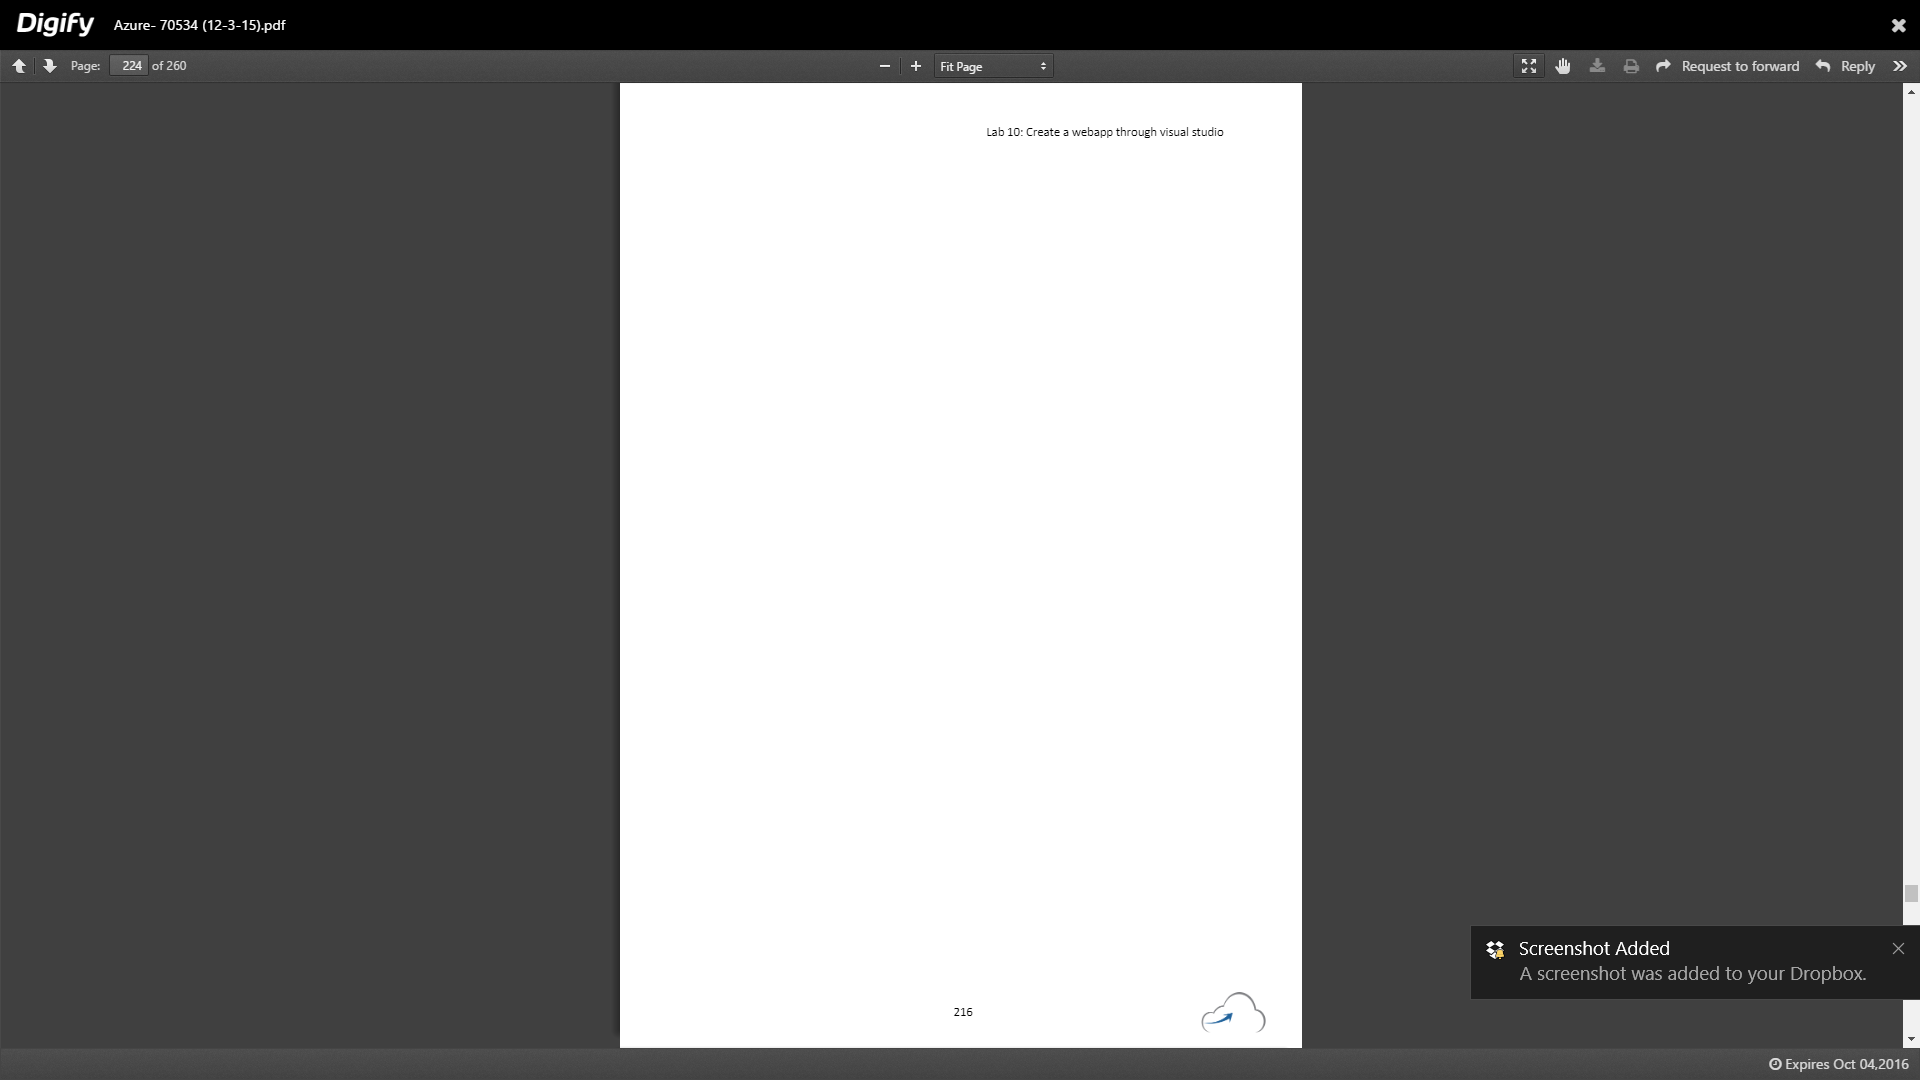 Digify
Azure- 70534 (12-3-15).pdf
Page: 224 of 260
Fit Page
Request to forward
Reply
Lab 10: Create a webapp through visual studio
Screenshot Added
A screenshot was added to your Dropbox.
216
Expires Oct 04,2016